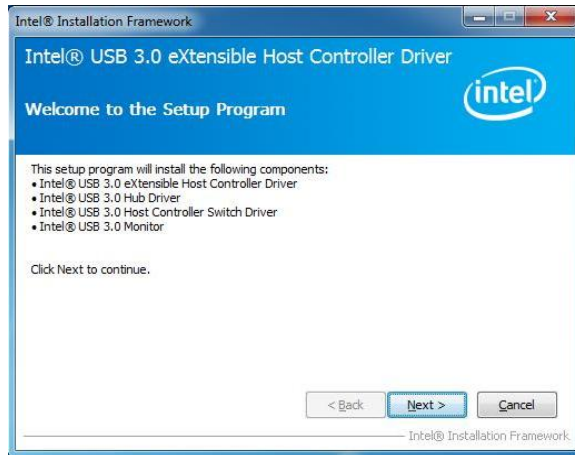 Intel® Installation Framework
Intel® USB 3.0 eXtensible Host Controller Driver
Welcome to the Setup Program
intel
This setup program will install the following components:
• Intel® USB 3.0 eXtensible Host Controller Driver
• Intel® USB 3.0 Hub Driver
• Intel® USB 3.0 Host Controller Switch Driver
• Intel® USB 3.0 Monitor
Click Next to continue.
< Back Next > Cancel
Intel® Installation Framework